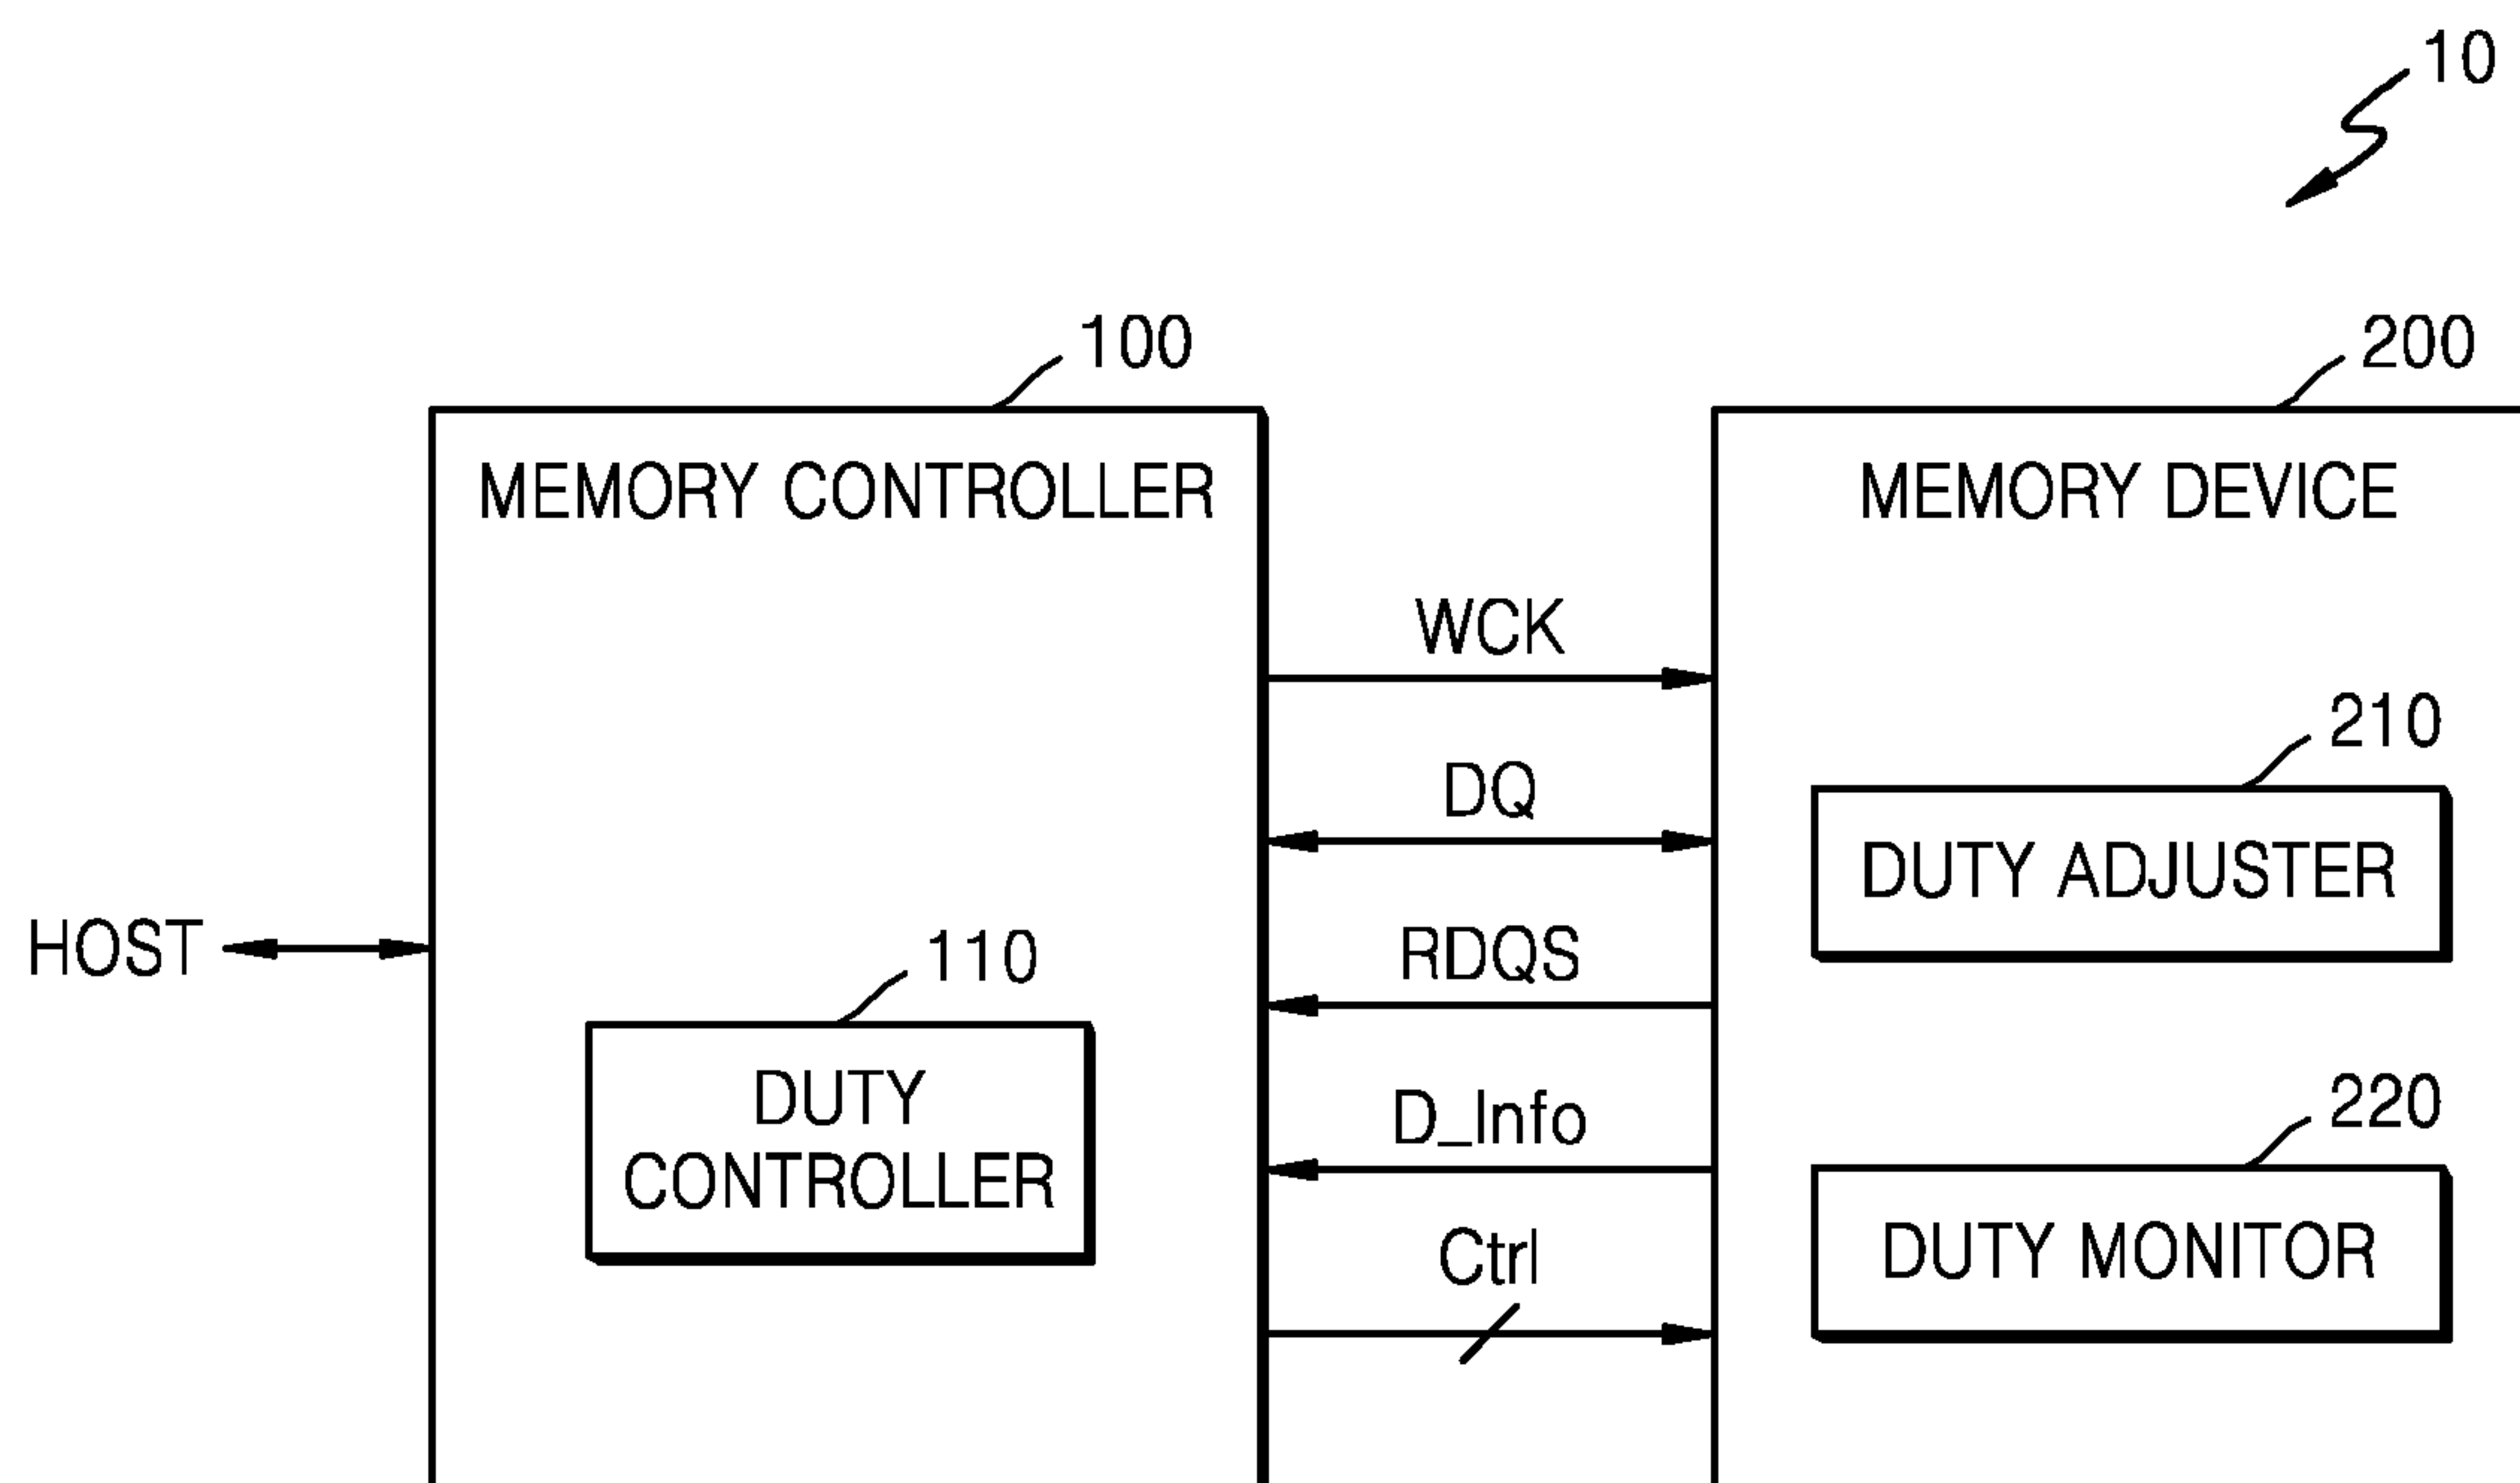 10
100
200
MEMORY CONTROLLER
MEMORY DEVICE
WCK
210
DQ
DUTY ADJUSTER
HOST
RDQS
110
DUTY
CONTROLLER
D_Info
220
Ctrl
DUTY MONITOR